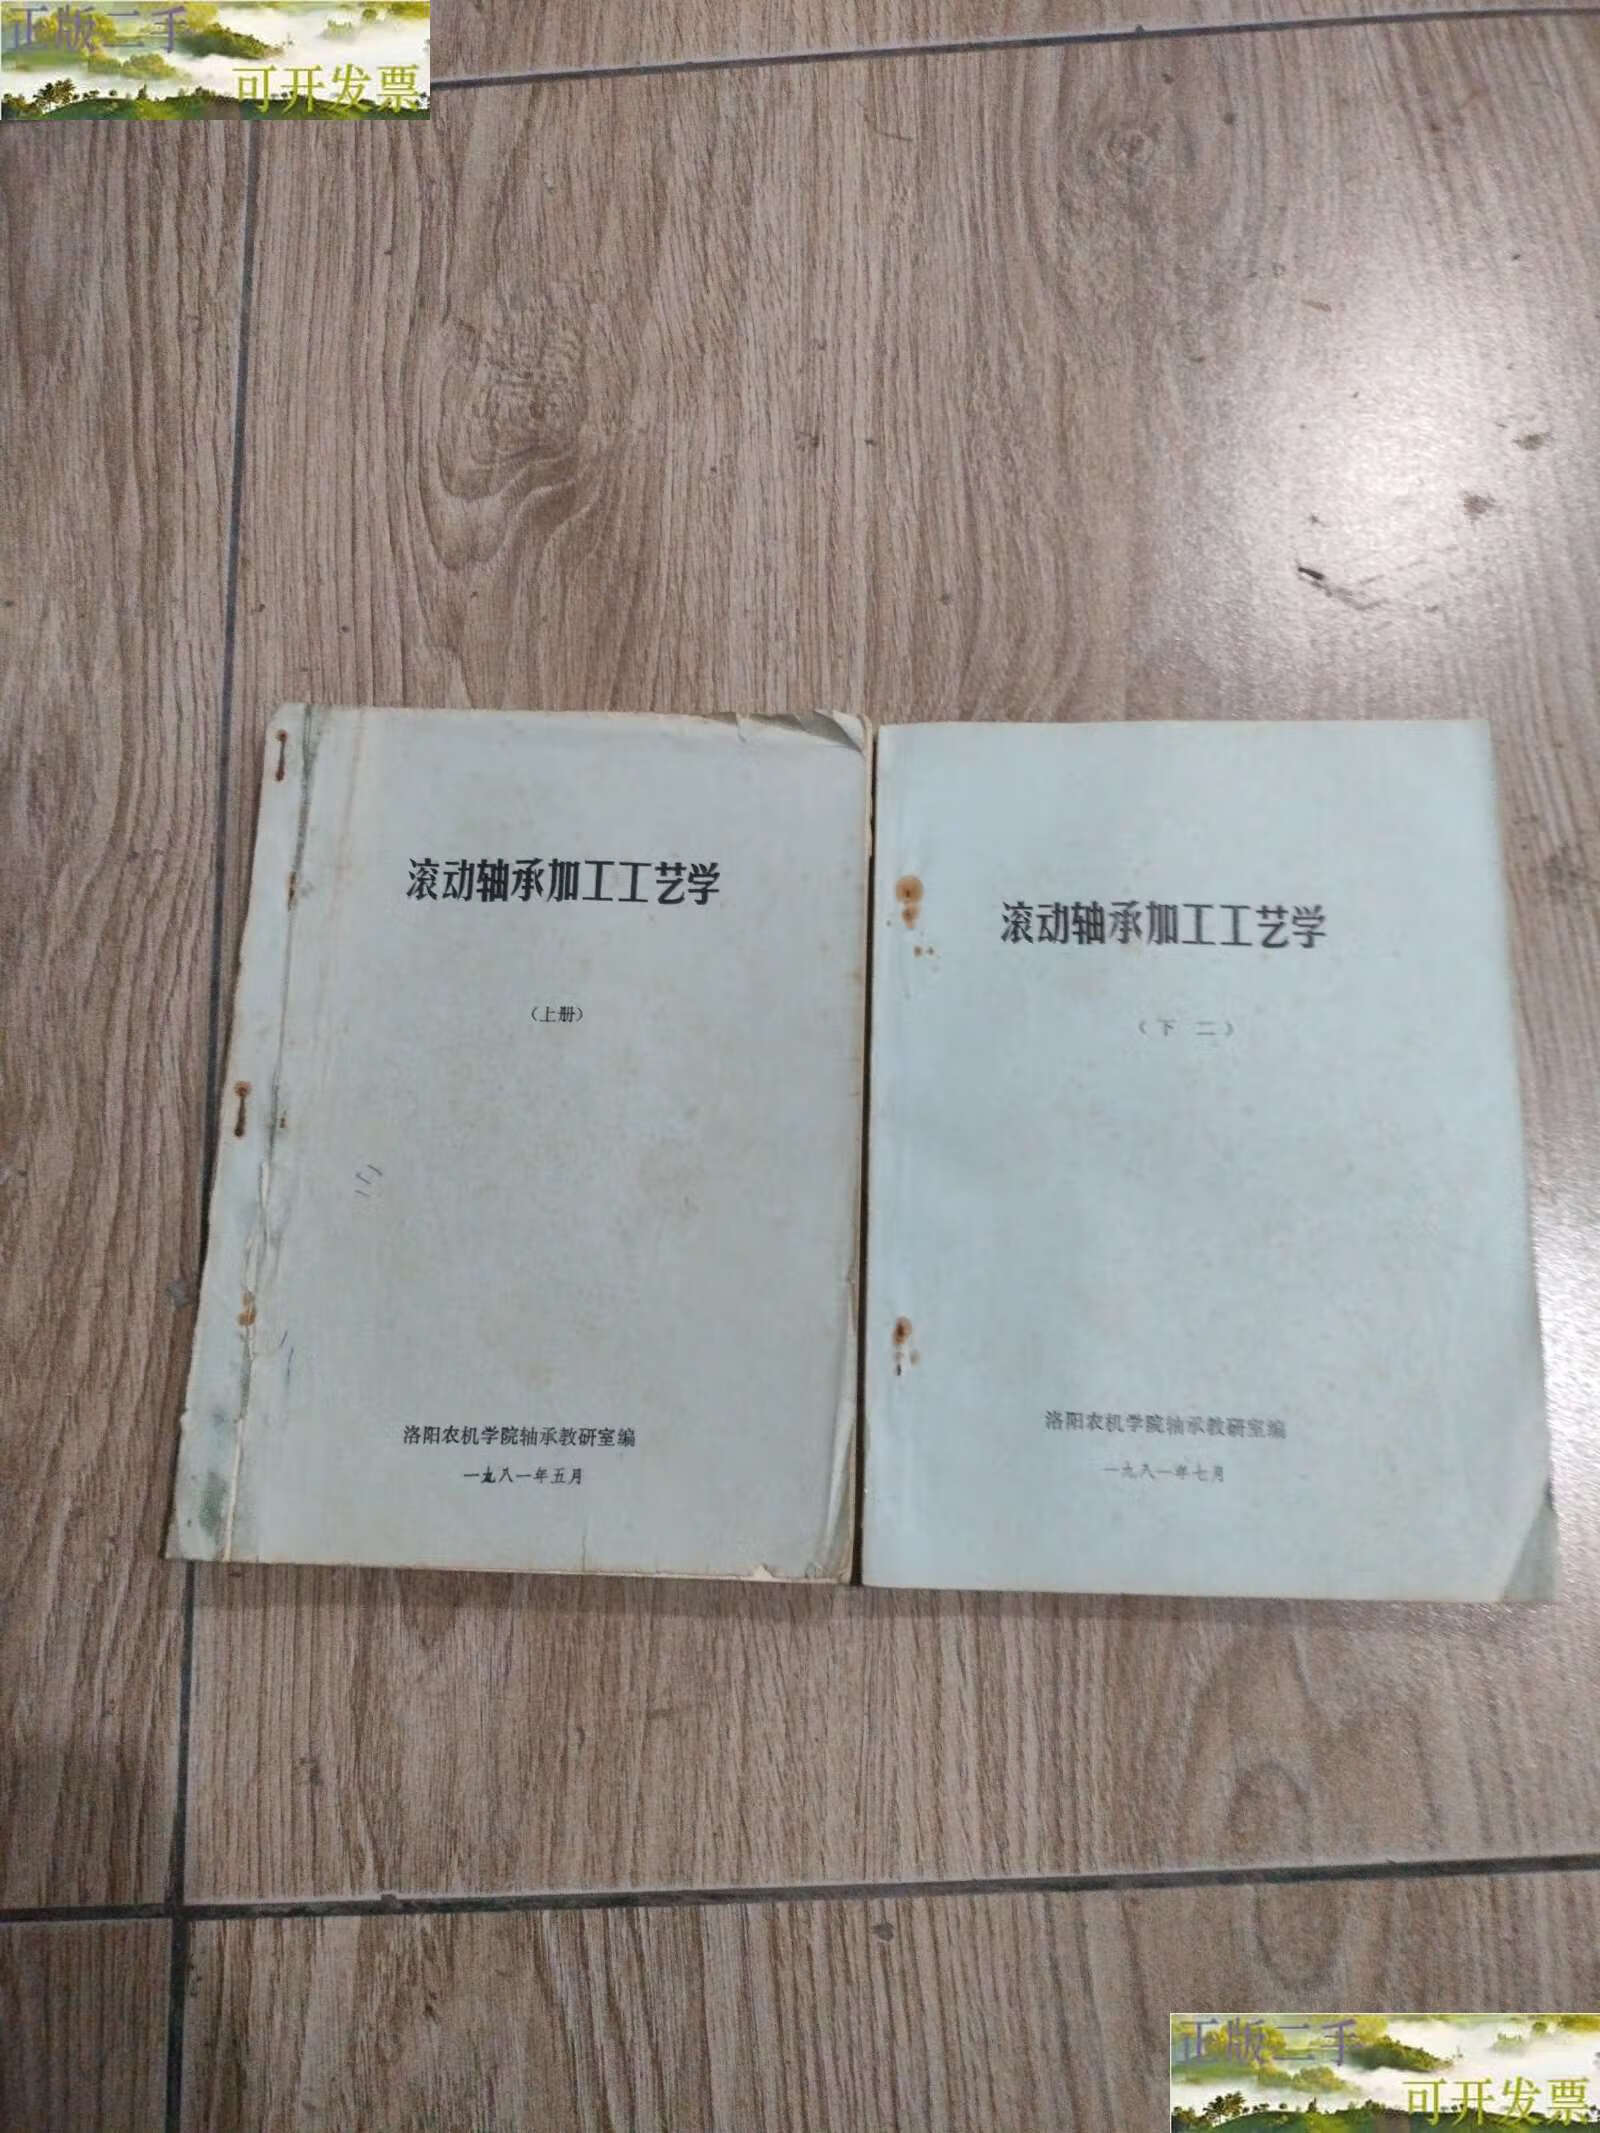 正版二手
可开发票
滚动轴承加工工艺学
（上册）
洛阳农机学院轴承教研室编
一九八一年五月
滚动轴承加工工艺学
（下 二）
洛阳农机学院轴承教研室编
一九八一年七月
正版二手
可开发票